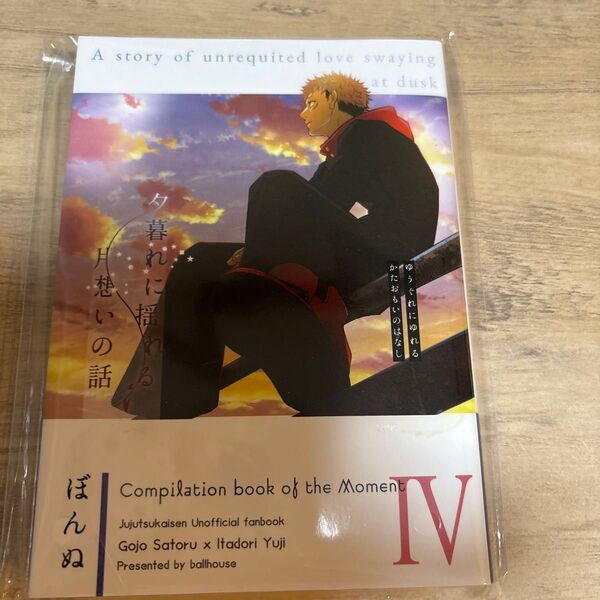 A story of unrequited love swaying
at dusk
夕暮れに揺れる
片想いの話
ゆうぐれにゆれる
かたおもいのはなし
ぼんぬ
Compilation book of the Moment
IV
Jujutsukaisen Unofficial fanbook
Gojo Satoru x Itadori Yuji
Presented by ballhouse